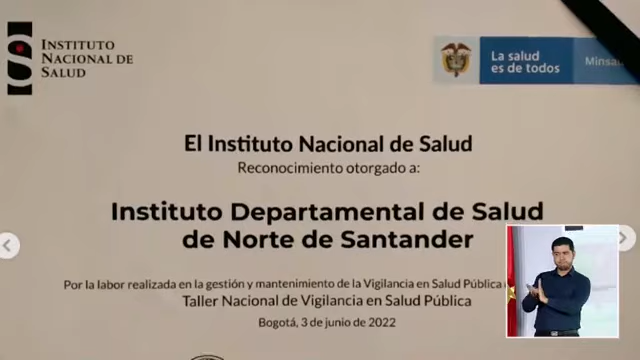 INSTITUTO
NACIONAL DE
SALUD
La salud
es de todos
Minsa
El Instituto Nacional de Salud
Reconocimiento otorgado a:
Instituto Departamental de Salud
de Norte de Santander
Por la labor realizada en la gestión y mantenimiento de la Vigilancia en Salud Pública
Taller Nacional de Vigilancia en Salud Pública
Bogotá, 3 de junio de 2022